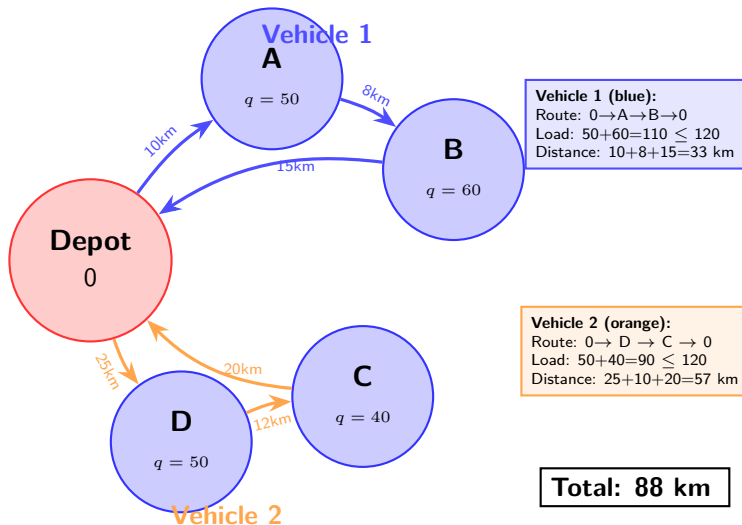 Vehicle 1
A
q = 50
8km
10km
B
q = 60
15km
Vehicle 1 (blue):
Route: 0→A→B→0
Load: 50+60=110 ≤ 120
Distance: 10+8+15=33 km
Depot
0
25km
20km
C
q = 40
12km
D
q = 50
Vehicle 2
Vehicle 2 (orange):
Route: 0→ D → C → 0
Load: 50+40=90 ≤ 120
Distance: 25+10+20=57 km
Total: 88 km